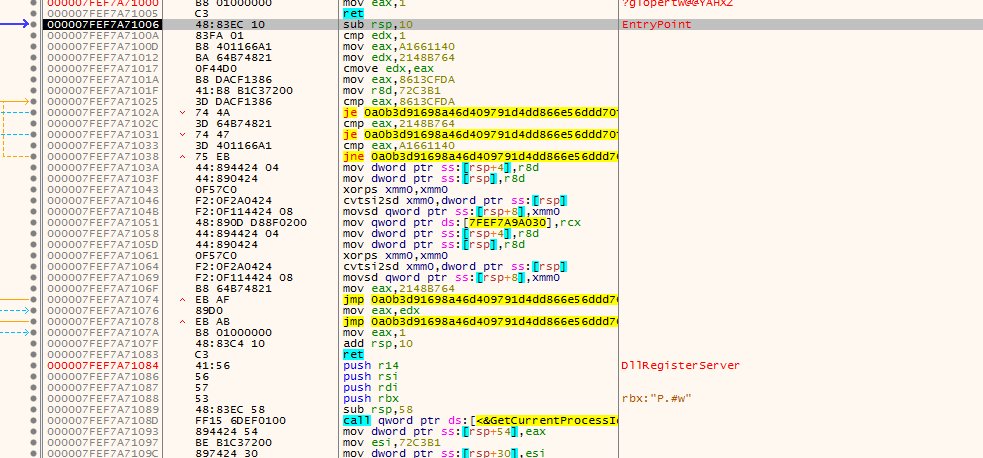 000007FEF7A71000 B8 01000000 mov eax,1 ?glopertw@@YAHXZ
000007FEF7A71005 C3 ret
000007FEF7A71006 48:83EC 10 sub rsp,10 EntryPoint
000007FEF7A7100A 83FA 01 cmp edx,1
000007FEF7A7100D B8 401166A1 mov eax,A1661140
000007FEF7A71012 BA 64B74821 mov edx,2148B764
000007FEF7A71017 0F44D0 cmove edx,eax
000007FEF7A7101A B8 DACF1386 mov eax,8613CFDA
000007FEF7A7101F 41:B8 B1C37200 mov r8d,72C3B1
000007FEF7A71025 3D DACF1386 cmp eax,8613CFDA
000007FEF7A7102A 74 4A je 0a0b3d91698a46d409791d4dd866e56ddd70
000007FEF7A7102C 3D 64B74821 cmp eax,2148B764
000007FEF7A71031 74 47 je 0a0b3d91698a46d409791d4dd866e56ddd70
000007FEF7A71033 3D 401166A1 cmp eax,A1661140
000007FEF7A71038 75 EB jne 0a0b3d91698a46d409791d4dd866e56ddd7
000007FEF7A7103A 44:894424 04 mov dword ptr ss:[rsp+4],r8d
000007FEF7A7103F 44:890424 mov dword ptr ss:[rsp],r8d
000007FEF7A71043 0F57C0 xorps xmm0,xmm0
000007FEF7A71046 F2:0F2A0424 cvtsi2sd xmm0,dword ptr ss:[rsp]
000007FEF7A7104B F2:0F114424 08 movsd qword ptr ss:[rsp+8],xmm0
000007FEF7A71051 48:890D D88F0200 mov qword ptr ds:[7FEF7A9A030],rcx
000007FEF7A71058 44:894424 04 mov dword ptr ss:[rsp+4],r8d
000007FEF7A7105D 44:890424 mov dword ptr ss:[rsp],r8d
000007FEF7A71061 0F57C0 xorps xmm0,xmm0
000007FEF7A71064 F2:0F2A0424 cvtsi2sd xmm0,dword ptr ss:[rsp]
000007FEF7A71069 F2:0F114424 08 movsd qword ptr ss:[rsp+8],xmm0
000007FEF7A7106F B8 64B74821 mov eax,2148B764
000007FEF7A71074 EB AF jmp 0a0b3d91698a46d409791d4dd866e56ddd7
000007FEF7A71076 89D0 mov eax,edx
000007FEF7A71078 EB AB jmp 0a0b3d91698a46d409791d4dd866e56ddd7
000007FEF7A7107A B8 01000000 mov eax,1
000007FEF7A7107F 48:83C4 10 add rsp,10
000007FEF7A71083 C3 ret
000007FEF7A71084 41:56 push r14 DllRegisterServer
000007FEF7A71086 56 push rsi
000007FEF7A71087 57 push rdi
000007FEF7A71088 53 push rbx rbx:"P.#w"
000007FEF7A71089 48:83EC 58 sub rsp,58
000007FEF7A7108D FF15 6DEF0100 call qword ptr ds:[<&GetCurrentProcessI
000007FEF7A71093 894424 54 mov dword ptr ss:[rsp+54],eax
000007FEF7A71097 BE B1C37200 mov esi,72C3B1
000007FEF7A7109C 897424 30 mov dword ptr ss:[rsp+30],esi